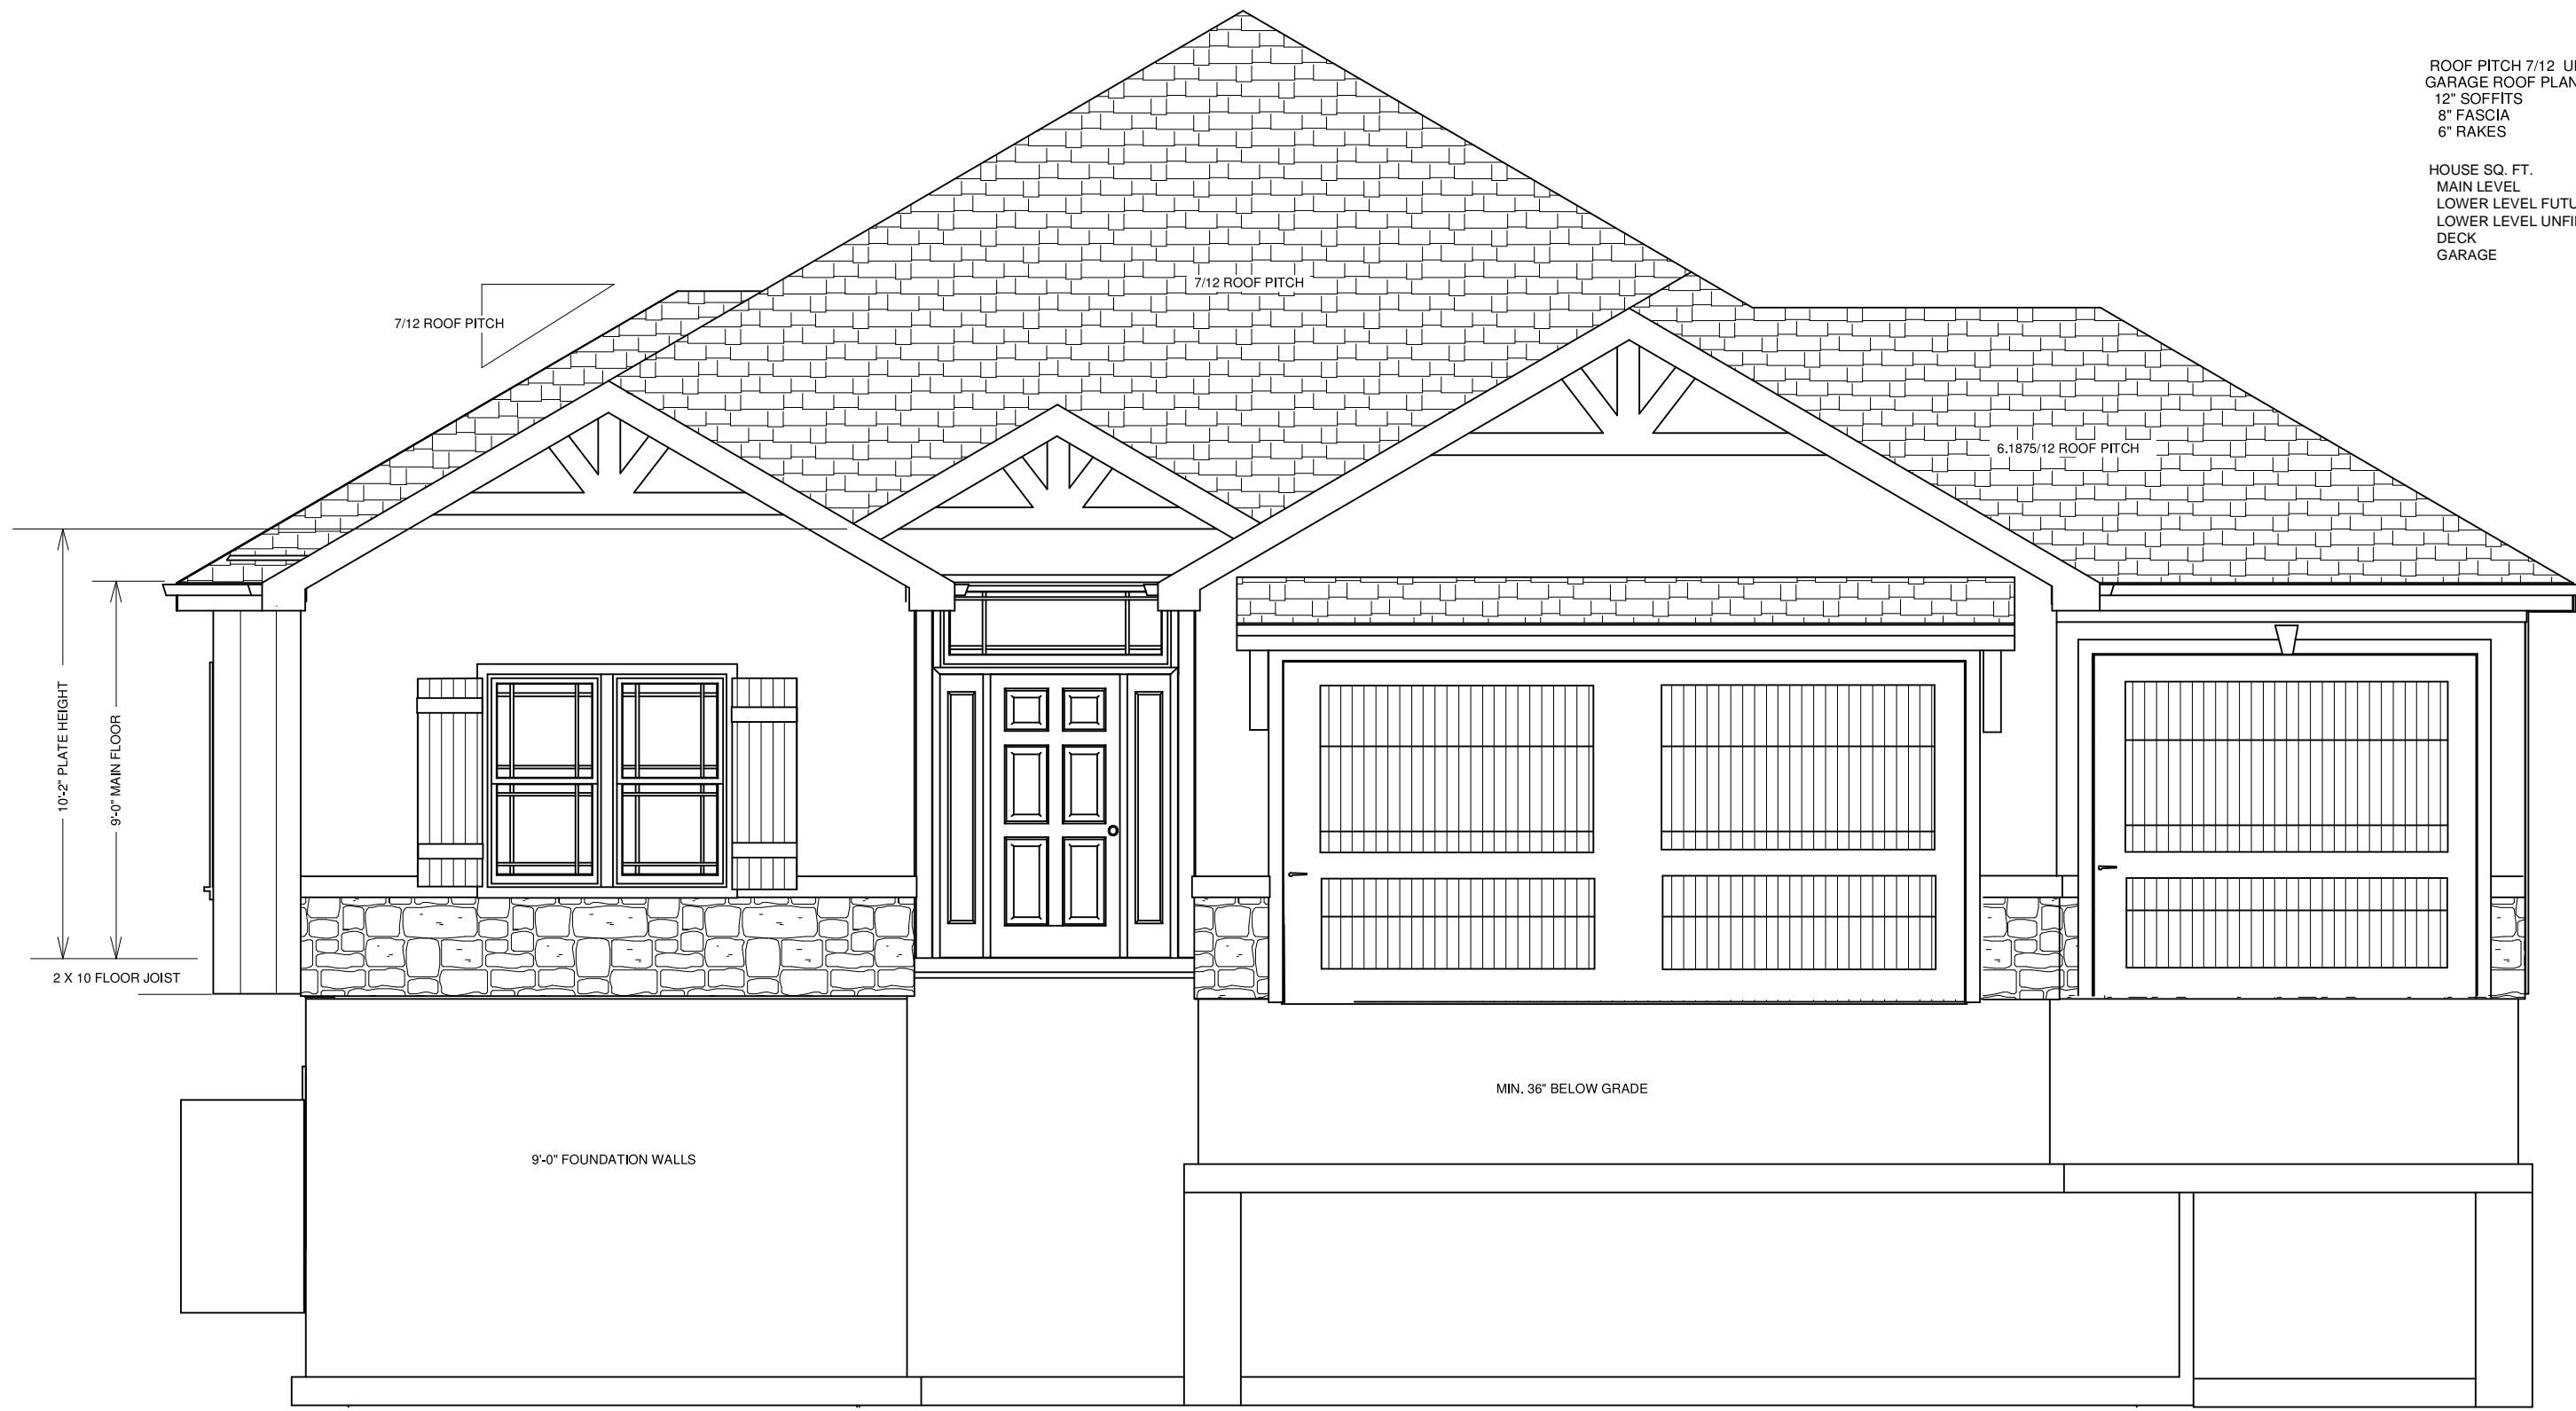 ROOF PITCH 7/12
GARAGE ROOF PLAN
12" SOFFITS
8" FASCIA
6" RAKES
HOUSE SQ. FT.
MAIN LEVEL
LOWER LEVEL
LOWER LEVEL
DECK
GARAGE
7/12 ROOF PITCH
7/12 ROOF PITCH
6.1875/12 ROOF PITCH
10'-2" PLATE HEIGHT
9'-0" MAIN FLOOR
2 X 10 FLOOR JOIST
MIN. 36" BELOW GRADE
9'-0" FOUNDATION WALLS